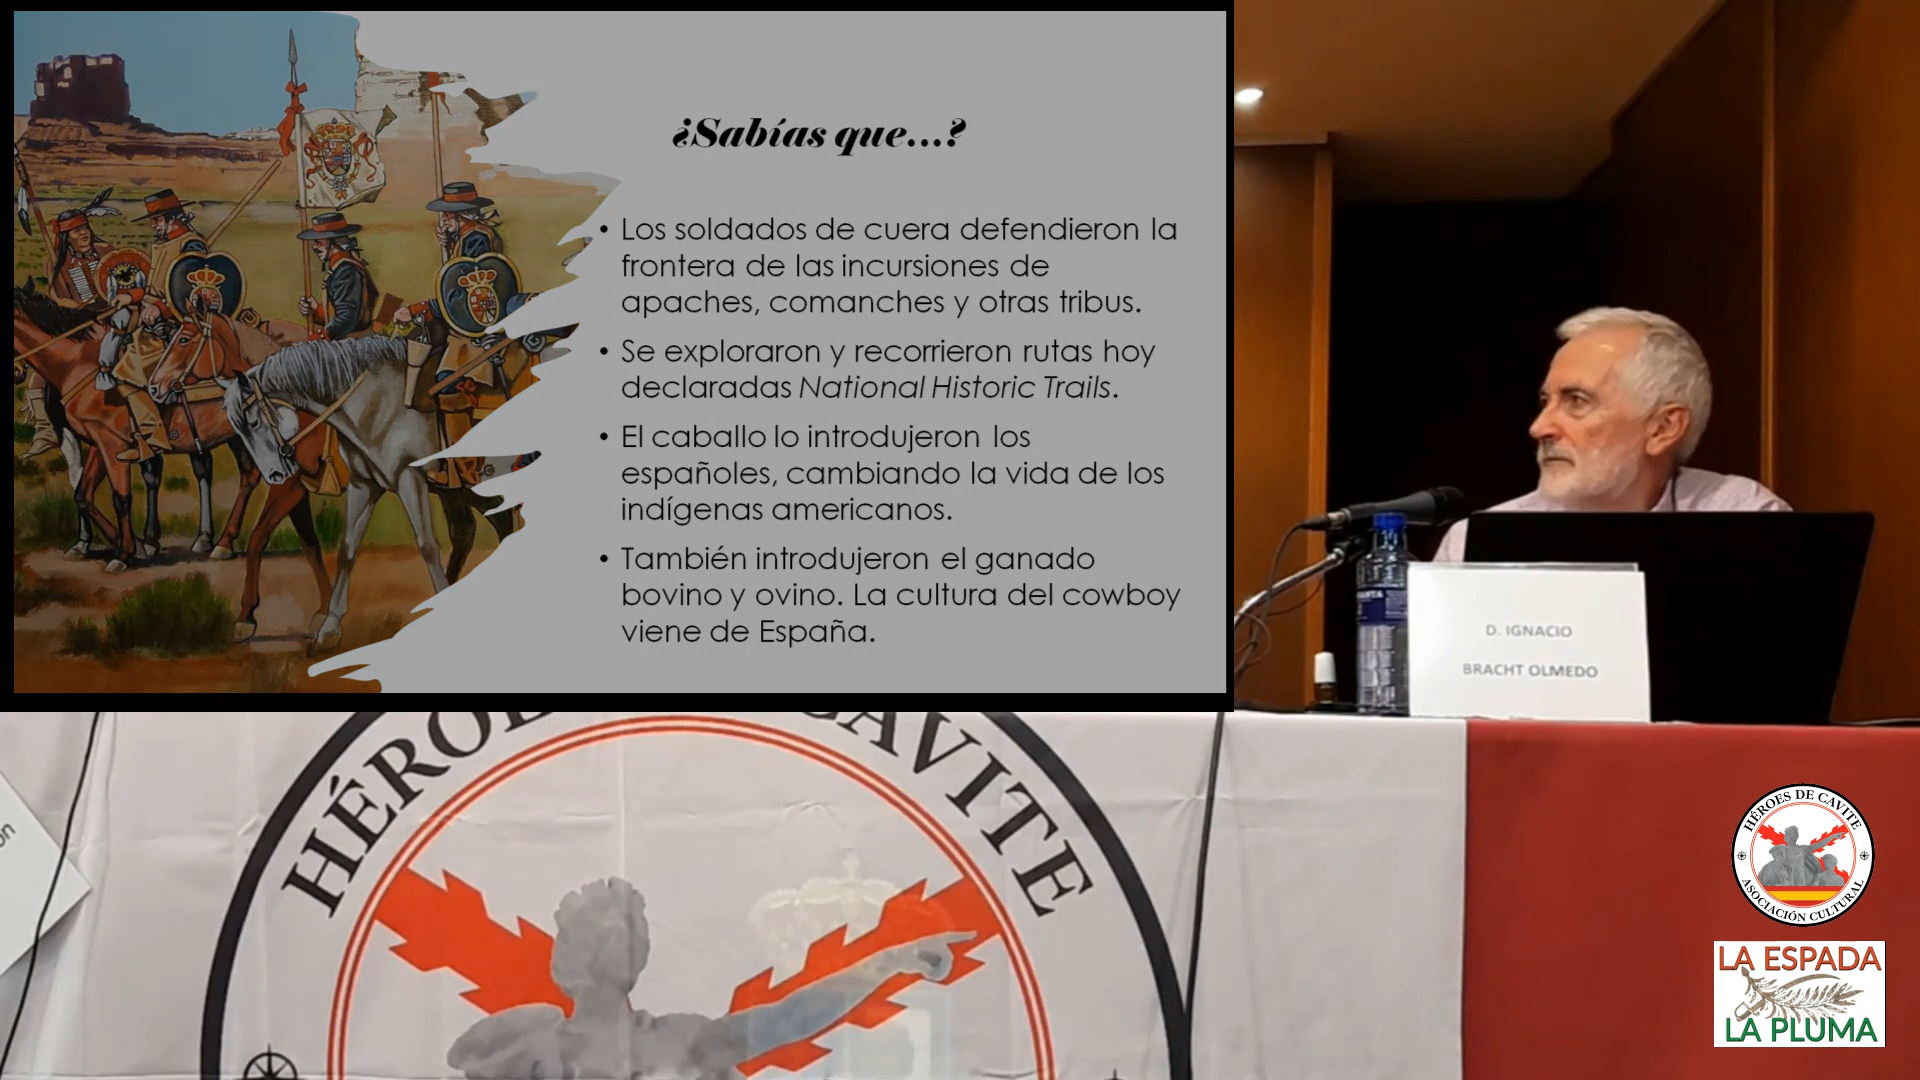 ¿Sabías que...?
• Los soldados de cuera defendieron la
frontera de las incursiones de
apaches, comanches y otras tribus.
• Se exploraron y recorrieron rutas hoy
declaradas National Historic Trails.
• El caballo lo introdujeron los
españoles, cambiando la vida de los
indígenas americanos.
• También introdujeron el ganado
bovino y ovino. La cultura del cowboy
viene de España.
D. IGNACIO
BRACHT OLMEDO
HÉROES DE CAVITE
ASOCIACIÓN CULTURAL
LA ESPADA
LA PLUMA